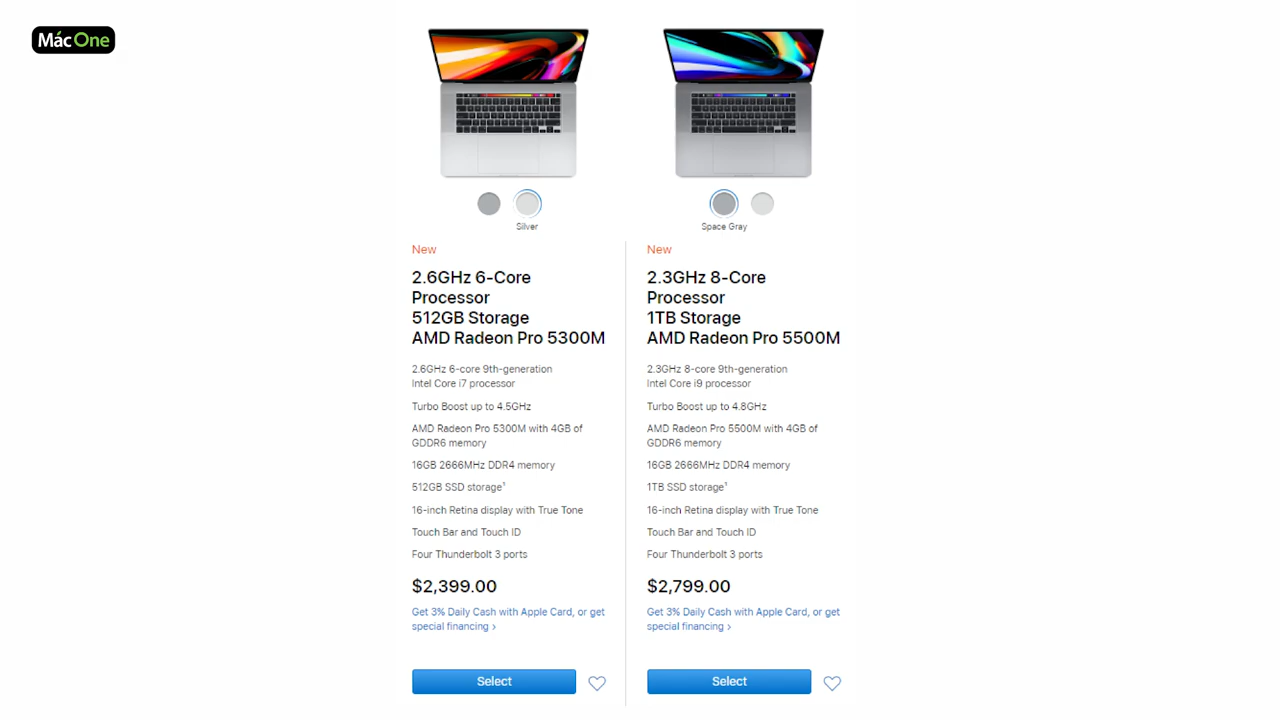 Mác One
Silver
New
2.6GHz 6-Core
Processor
512GB Storage
AMD Radeon Pro 5300M
2.6GHz 6-core 9th-generation
Intel Core i7 processor
Turbo Boost up to 4.5GHz
AMD Radeon Pro 5300M with 4GB of
GDDR6 memory
16GB 2666MHz DDR4 memory
512GB SSD storage¹
16-inch Retina display with True Tone
Touch Bar and Touch ID
Four Thunderbolt 3 ports
$2,399.00
Get 3% Daily Cash with Apple Card, or get
special financing ›
Select
Space Gray
New
2.3GHz 8-Core
Processor
1TB Storage
AMD Radeon Pro 5500M
2.3GHz 8-core 9th-generation
Intel Core i9 processor
Turbo Boost up to 4.8GHz
AMD Radeon Pro 5500M with 4GB of
GDDR6 memory
16GB 2666MHz DDR4 memory
1TB SSD storage¹
16-inch Retina display with True Tone
Touch Bar and Touch ID
Four Thunderbolt 3 ports
$2,799.00
Get 3% Daily Cash with Apple Card, or get
special financing ›
Select